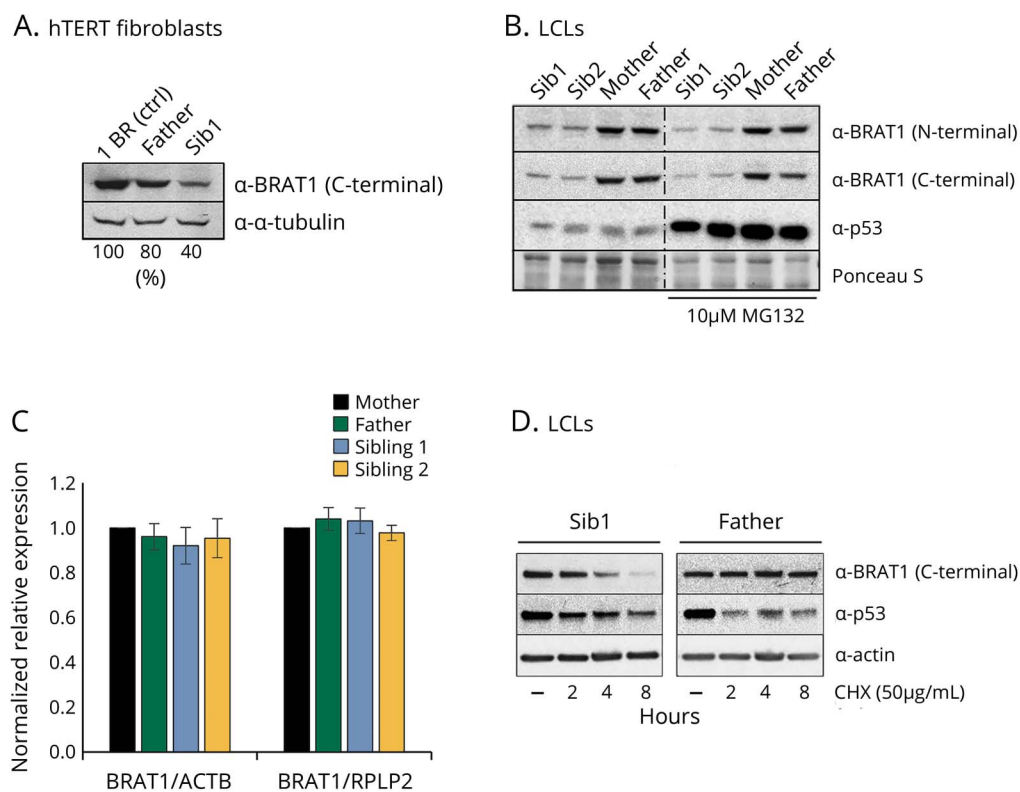 A. hTERT fibroblasts
1 BR (ctrl)
Father
Sib1
α-BRAT1 (C-terminal)
α-α-tubulin
100 80 40
(%)
B. LCLs
Sib1 Sib2 Mother Father Sib1 Sib2 Mother Father
α-BRAT1 (N-terminal)
α-BRAT1 (C-terminal)
α-p53
Ponceau S
10μM MG132
C
Mother
Father
Sibling 1
Sibling 2
Normalized relative expression
1.2
1.0
0.8
0.6
0.4
0.2
0.0
BRAT1/ACTB BRAT1/RPLP2
D. LCLs
Sib1 Father
α-BRAT1 (C-terminal)
α-p53
α-actin
– 2 4 8 – 2 4 8 CHX (50μg/mL)
Hours